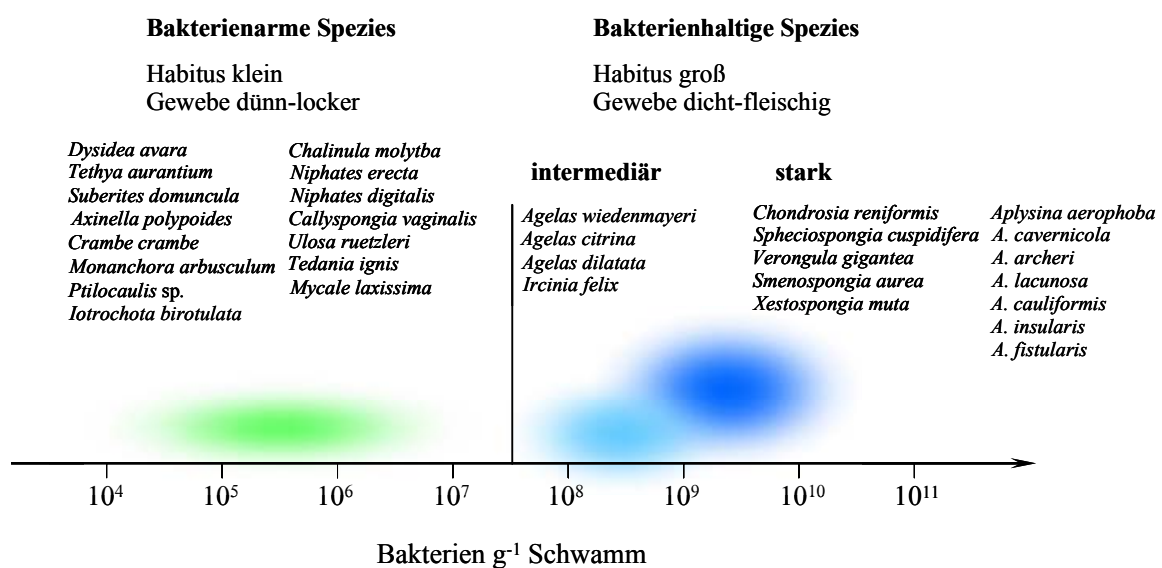 Bakterienarme Spezies
Habitus klein
Gewebe dünn-locker
Dysidea avara
Tethya aurantium
Suberites domuncula
Axinella polypoides
Crambe crambe
Monanchora arbusculum
Ptilocaulis sp.
Iotrochota birotulata
Chalinula molytba
Niphates erecta
Niphates digitalis
Callyspongia vaginalis
Ulosa ruetzleri
Tedania ignis
Mycale laxissima
Bakterienhaltige Spezies
Habitus groß
Gewebe dicht-fleischig
intermediär
Agelas wiedenmayeri
Agelas citrina
Agelas dilatata
Ircinia felix
stark
Chondrosia reniformis
Spheciospongia cuspidifera
Verongula gigantea
Smenospongia aurea
Xestospongia muta
Aplysina aerophoba
A. cavernicola
A. archeri
A. lacunosa
A. cauliformis
A. insularis
A. fistularis
10⁴ 10⁵ 10⁶ 10⁷ 10⁸ 10⁹ 10¹⁰ 10¹¹
Bakterien g⁻¹ Schwamm